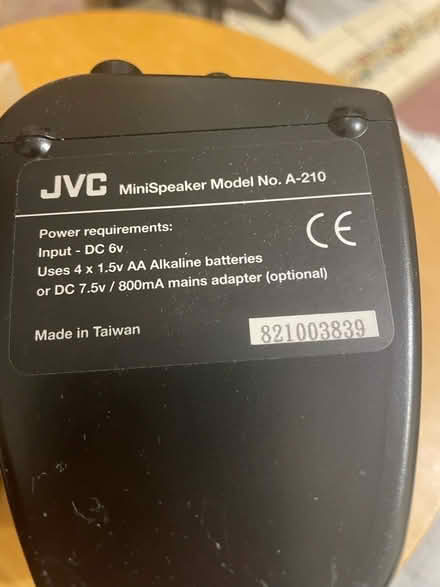 JVC MiniSpeaker Model No. A-210
Power requirements:
Input - DC 6v
Uses 4 x 1.5v AA Alkaline batteries
or DC 7.5v / 800mA mains adapter (optional)
CE
Made in Taiwan
821003839